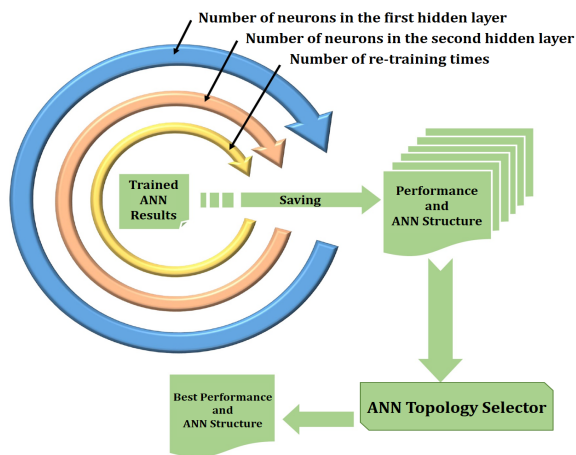 Number of neurons in the first hidden layer
Number of neurons in the second hidden layer
Number of re-training times
Trained
ANN
Results
Saving
Performance
and
ANN Structure
ANN Topology Selector
Best Performance
and
ANN Structure